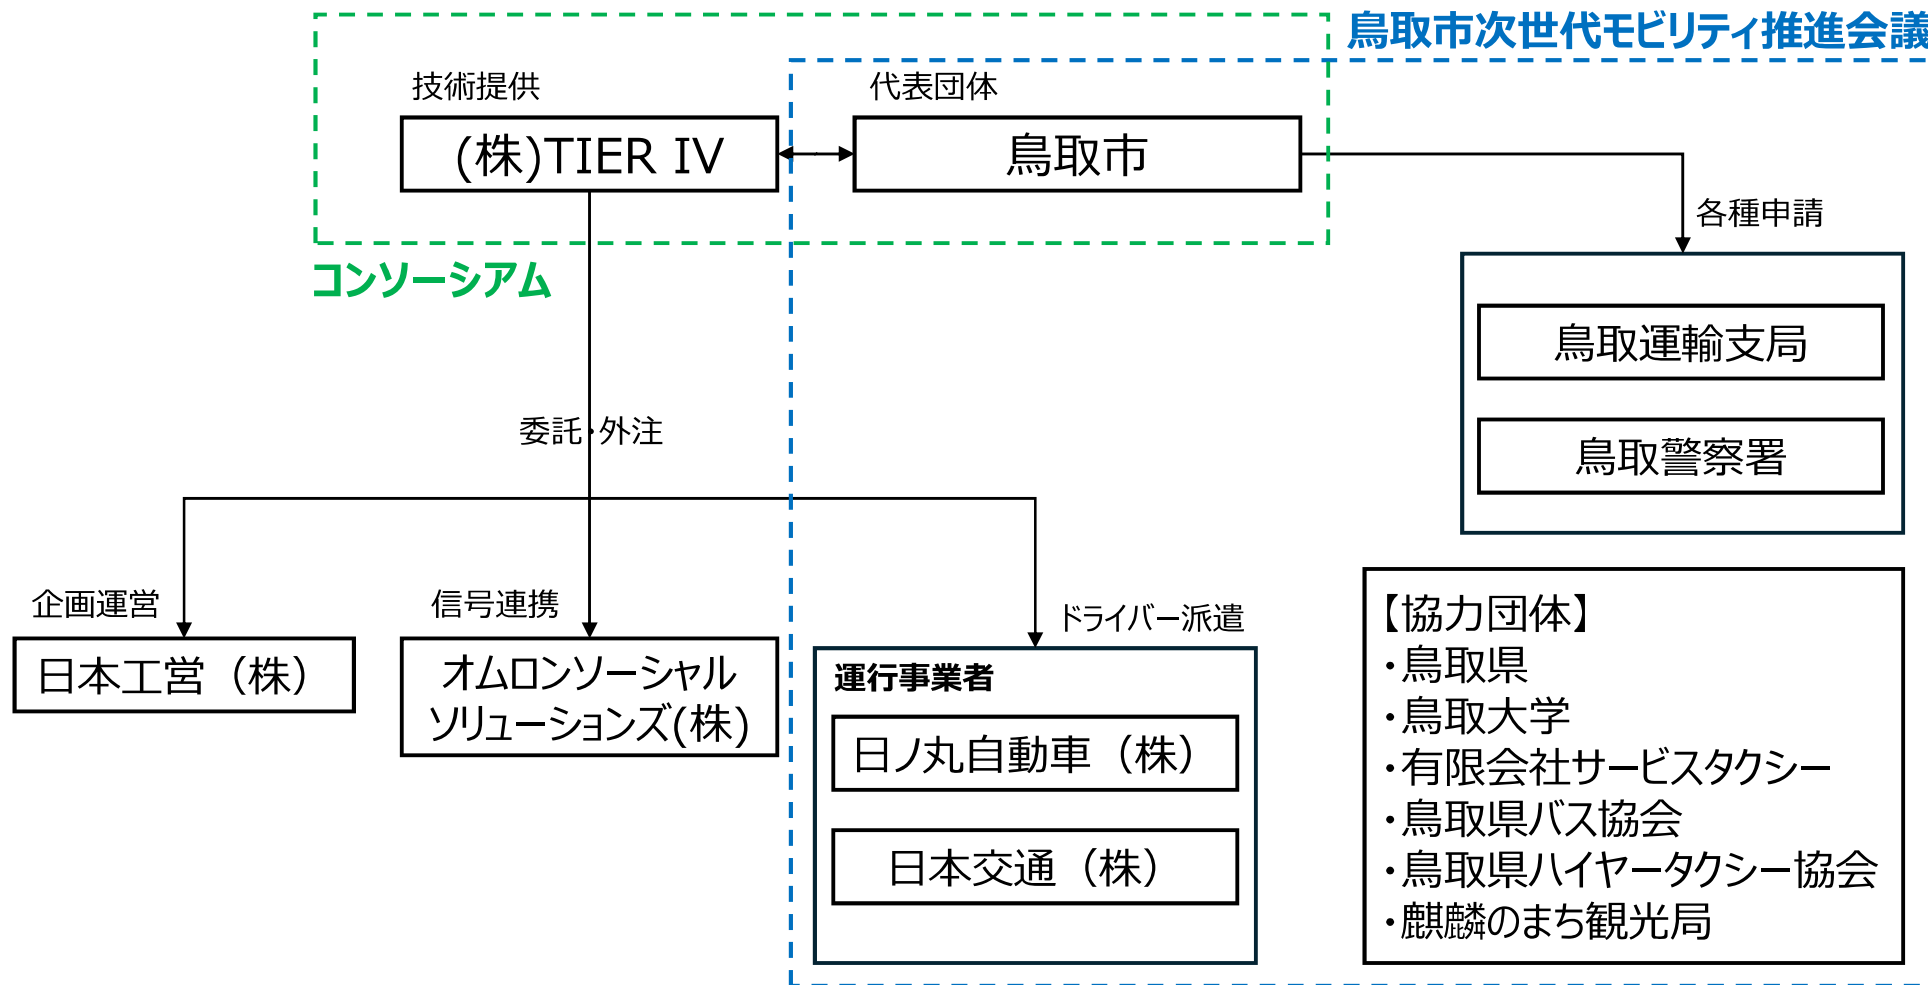 鳥取市次世代モビリティ推進会議
技術提供
代表団体
(株)TIER IV
鳥取市
各種申請
コンソーシアム
鳥取運輸支局
鳥取警察署
委託・外注
企画運営
信号連携
ドライバー派遣
日本工営（株）
オムロンソーシャル
ソリューションズ(株)
運行事業者
日ノ丸自動車（株）
日本交通（株）
【協力団体】
・鳥取県
・鳥取大学
・有限会社サービスタクシー
・鳥取県バス協会
・鳥取県ハイヤータクシー協会
・麒麟のまち観光局